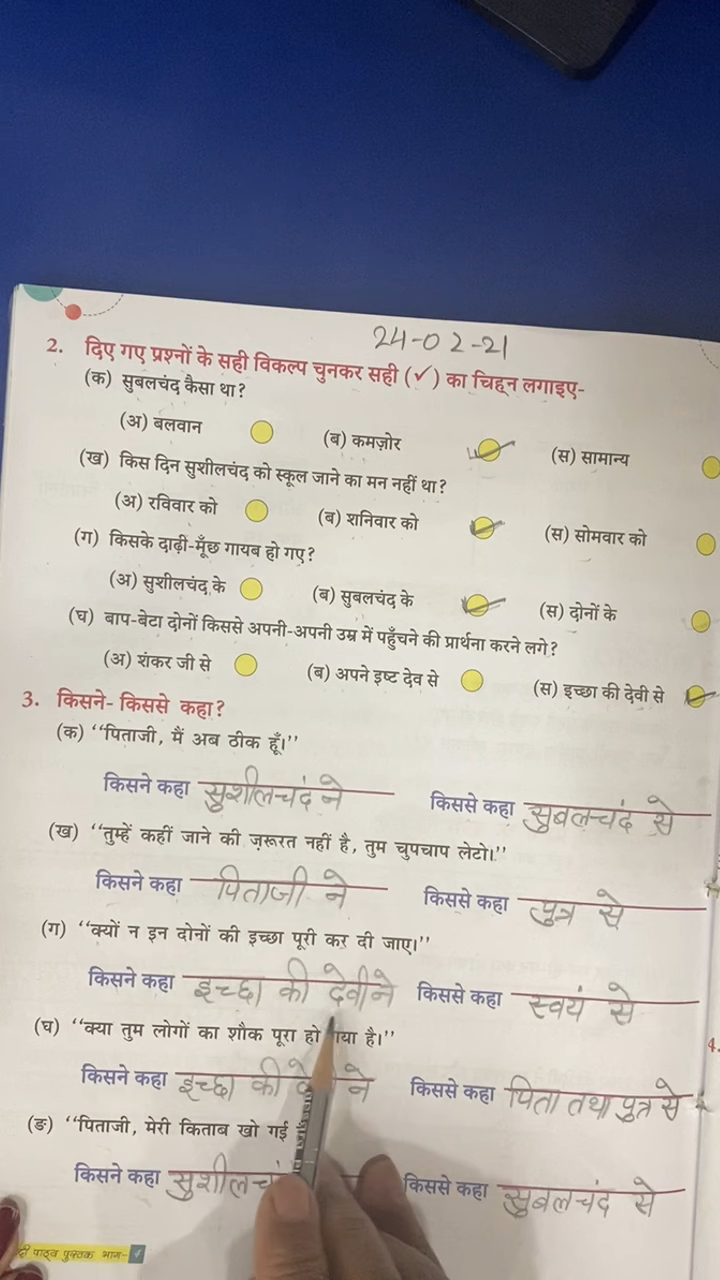 24-02-21
2. दिए गए प्रश्नों के सही विकल्प चुनकर सही (✓) का चिह्न लगाइए-
(क) सुबलचंद कैसा था?
(अ) बलवान (ब) कमज़ोर (स) सामान्य
(ख) किस दिन सुशीलचंद को स्कूल जाने का मन नहीं था?
(अ) रविवार को (ब) शनिवार को (स) सोमवार को
(ग) किसके दाढ़ी-मूँछ गायब हो गए?
(अ) सुशीलचंद के (ब) सुबलचंद के (स) दोनों के
(घ) बाप-बेटा दोनों किससे अपनी-अपनी उम्र में पहुँचने की प्रार्थना करने लगे?
(अ) शंकर जी से (ब) अपने इष्ट देव से (स) इच्छा की देवी से
3. किसने- किससे कहा?
(क) “पिताजी, मैं अब ठीक हूँ।”
किसने कहा सुशीलचंद ने किससे कहा सुबलचंद से
(ख) “तुम्हें कहीं जाने की ज़रूरत नहीं है, तुम चुपचाप लेटो।”
किसने कहा पिताजी ने किससे कहा पुत्र से
(ग) “क्यों न इन दोनों की इच्छा पूरी कर दी जाए।”
किसने कहा इच्छा की देवी ने किससे कहा स्वयं से
4.
(घ) “क्या तुम लोगों का शौक पूरा हो गया है।”
किसने कहा इच्छा की ने किससे कहा पिता तथा पुत्र से
(ङ) “पिताजी, मेरी किताब खो गई
किसने कहा सुशीलच किससे कहा सुबलचंद से
दी पाठ्य पुस्तक भाग- 4